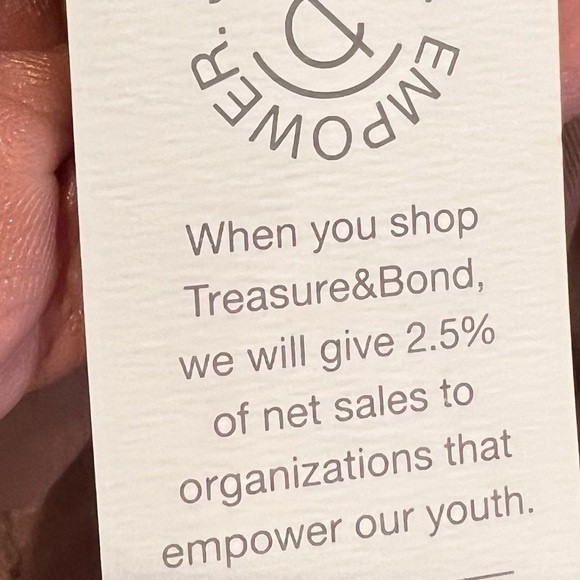 &
EMPOWER.
When you shop
Treasure&Bond,
we will give 2.5%
of net sales to
organizations that
empower our youth.